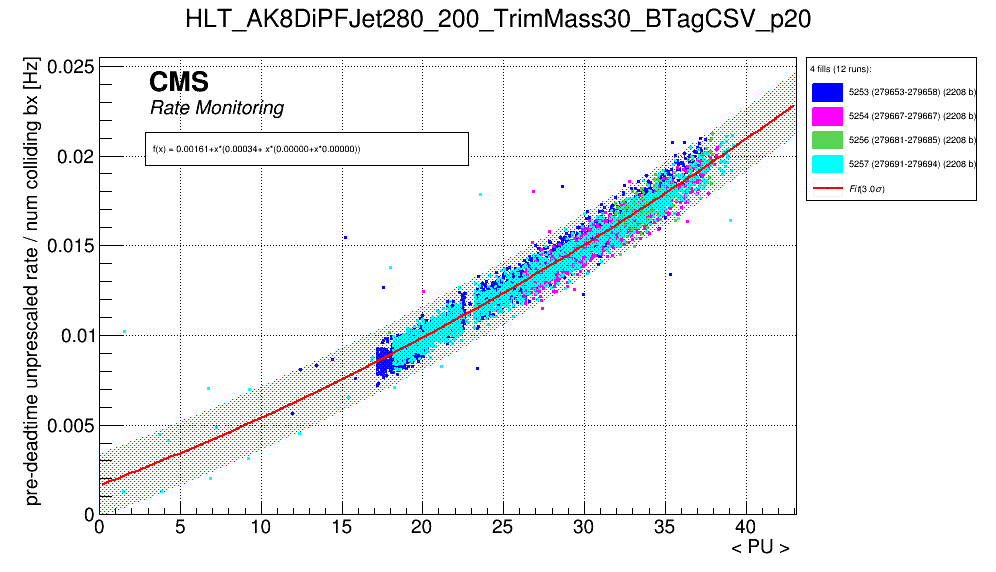 HLT_AK8DiPFJet280_200_TrimMass30_BTagCSV_p20
pre-deadtime unprescaled rate / num colliding bx [Hz]
0.025
0.02
0.015
0.01
0.005
0
CMS
Rate Monitoring
f(x) = 0.00161+x*(0.00034+ x*(0.00000+x*0.00000))
0 5 10 15 20 25 30 35 40
< PU >
4 fills (12 runs):
5253 (279653-279658) (2208 b)
5254 (279667-279667) (2208 b)
5256 (279681-279685) (2208 b)
5257 (279691-279694) (2208 b)
Fit(3.0σ)